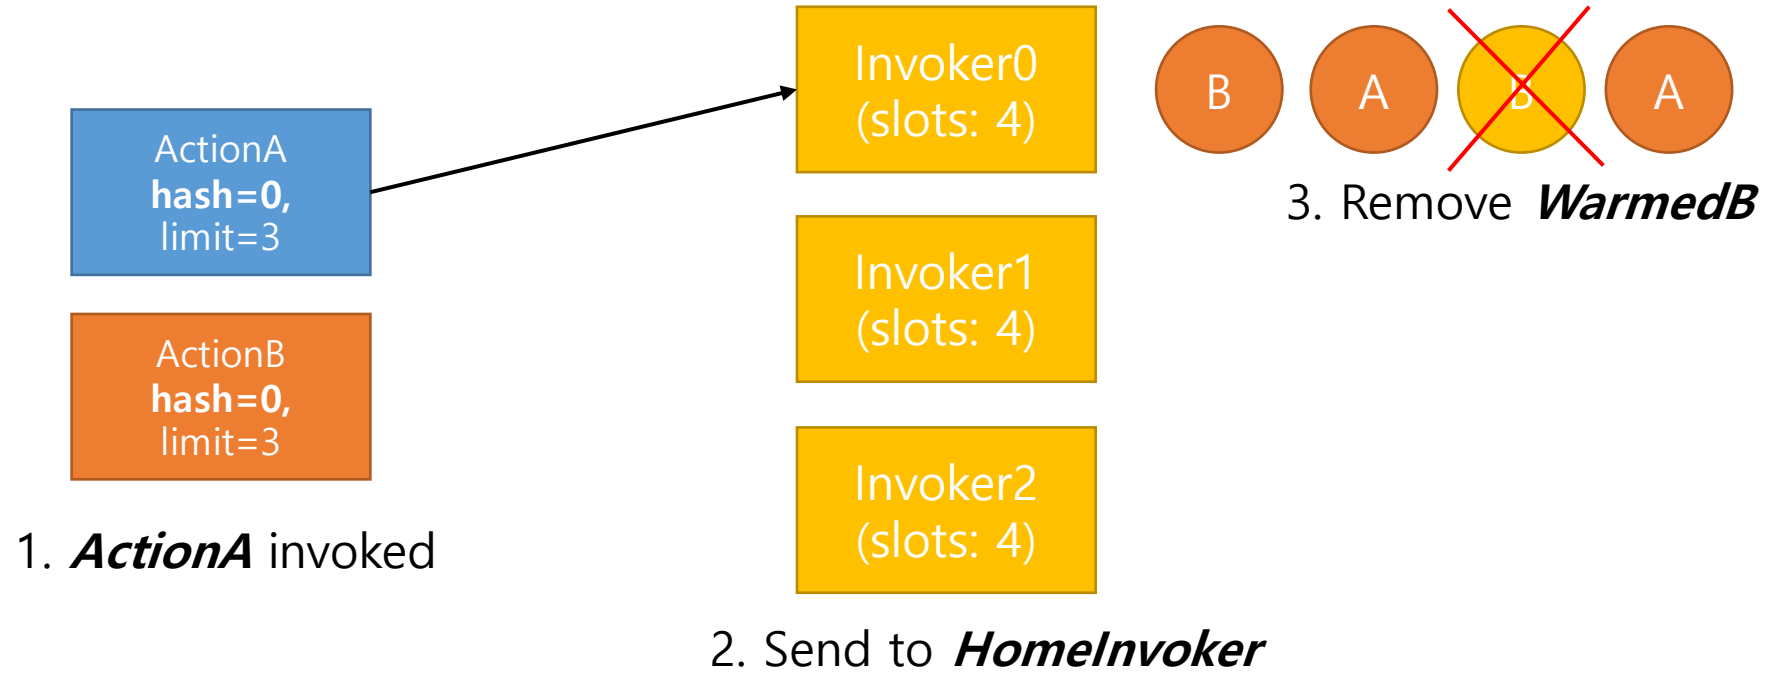 ActionA
hash=0,
limit=3
ActionB
hash=0,
limit=3
1. ActionA invoked
Invoker0
(slots: 4)
Invoker1
(slots: 4)
Invoker2
(slots: 4)
2. Send to HomeInvoker
B A B A
3. Remove WarmedB